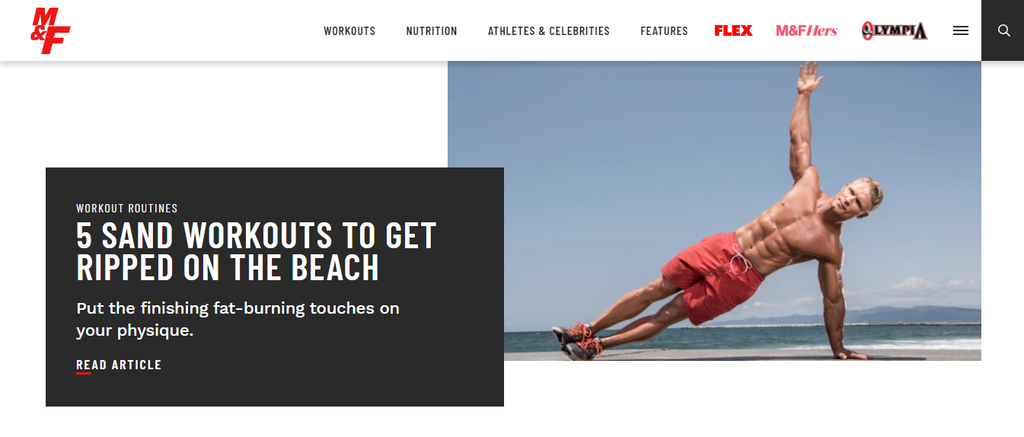 M&F
WORKOUTS NUTRITION ATHLETES & CELEBRITIES FEATURES FLEX M&F Hers OLYMPIA
WORKOUT ROUTINES
5 SAND WORKOUTS TO GET
RIPPED ON THE BEACH
Put the finishing fat-burning touches on
your physique.
READ ARTICLE